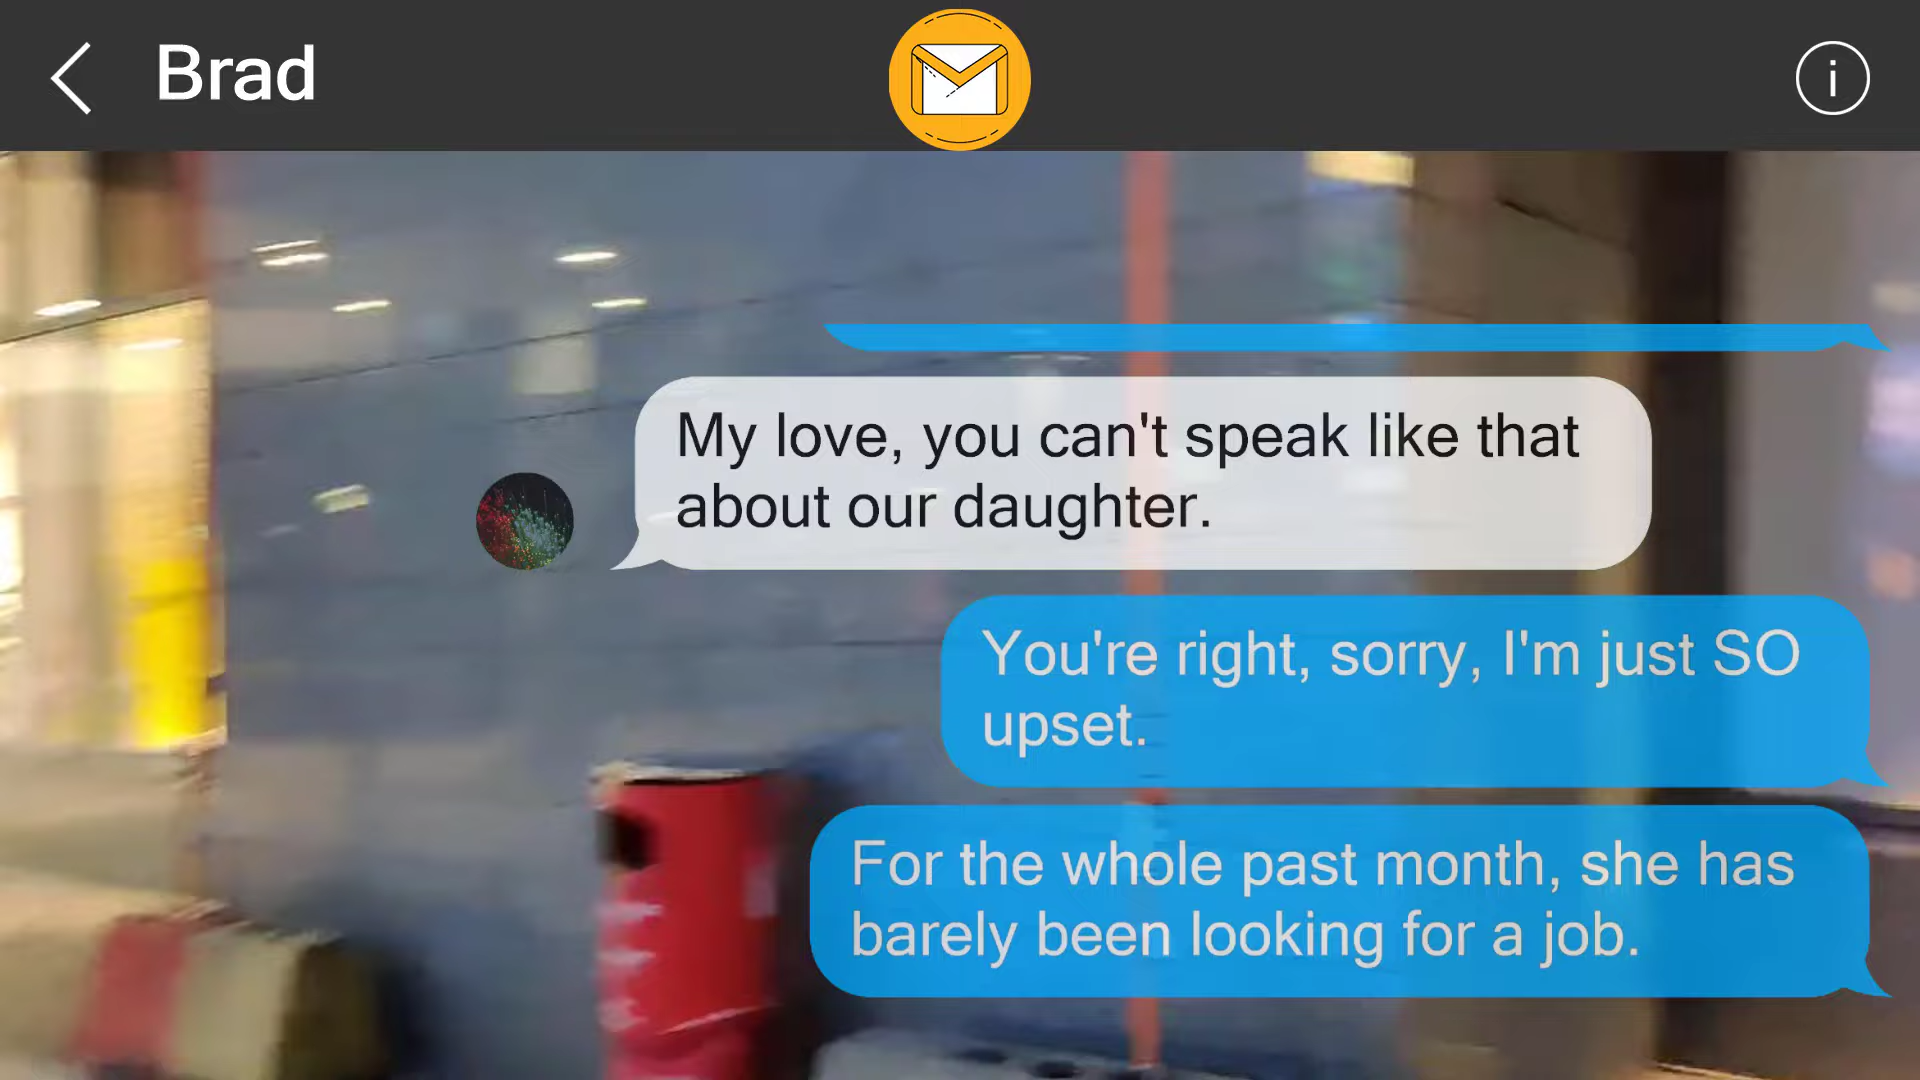 Brad
My love, you can't speak like that
about our daughter.
You're right, sorry, I'm just SO
upset.
For the whole past month, she has
barely been looking for a job.